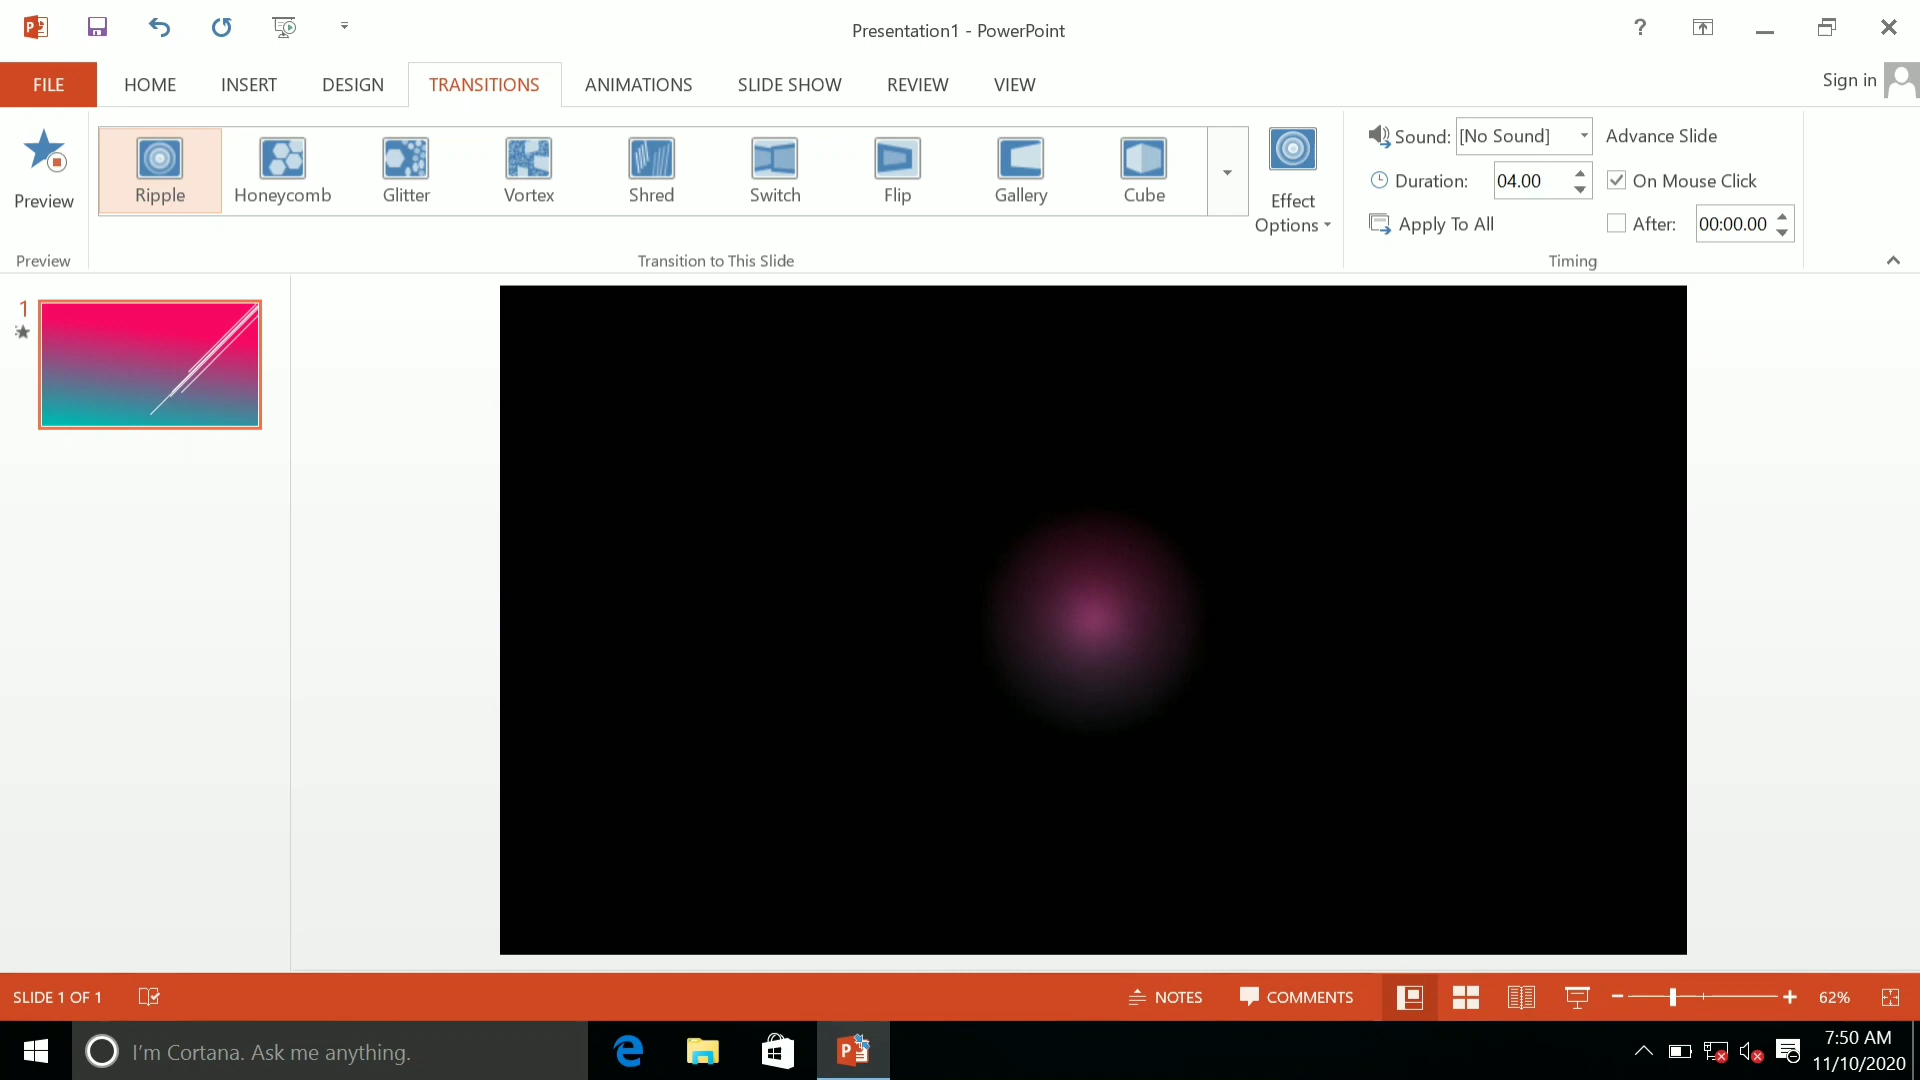 Presentation1 - PowerPoint
?
FILE HOME INSERT DESIGN TRANSITIONS ANIMATIONS SLIDE SHOW REVIEW VIEW Sign in
Preview
Ripple Honeycomb Glitter Vortex Shred Switch Flip Gallery Cube
Effect
Options
Sound: [No Sound] Advance Slide
Duration: 04.00 On Mouse Click
Apply To All After: 00:00.00
Preview Transition to This Slide Timing
1
SLIDE 1 OF 1 NOTES COMMENTS 62%
I'm Cortana. Ask me anything.
7:50 AM
11/10/2020